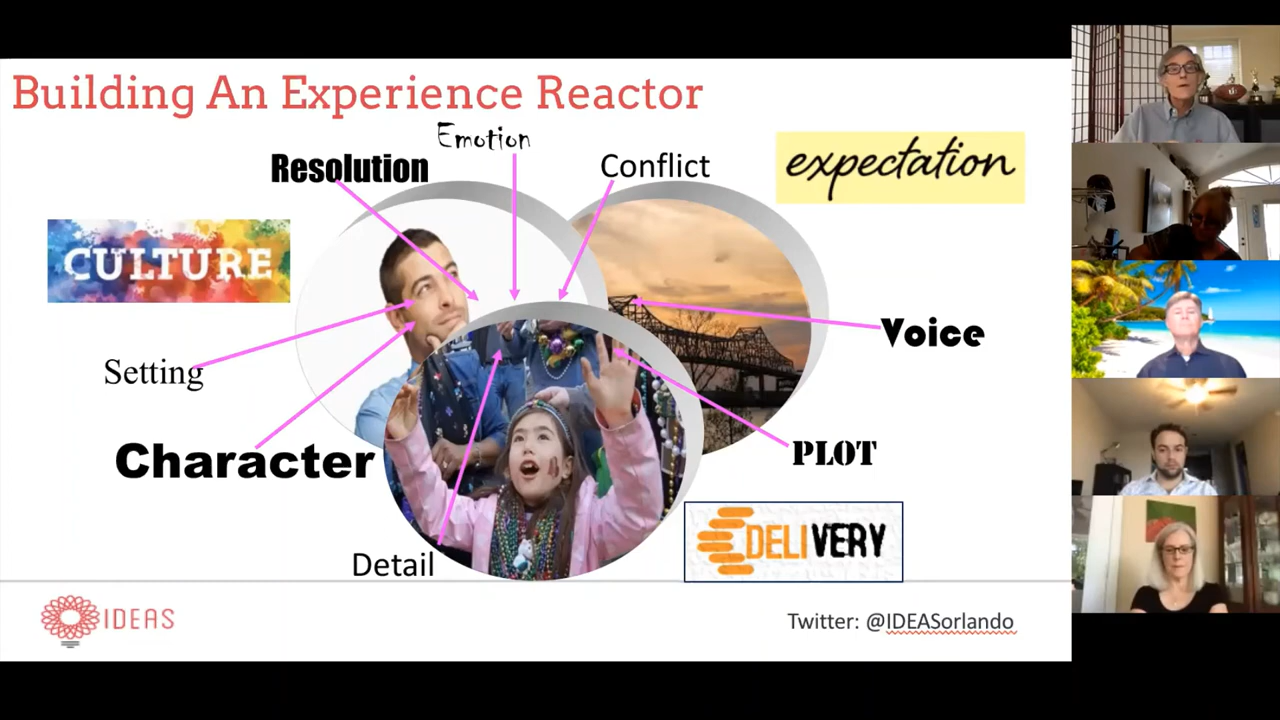 Building An Experience Reactor
Emotion
Resolution
Conflict
expectation
CULTURE
Voice
Setting
Character
PLOT
DELIVERY
Detail
IDEAS
Twitter: @IDEASorlando